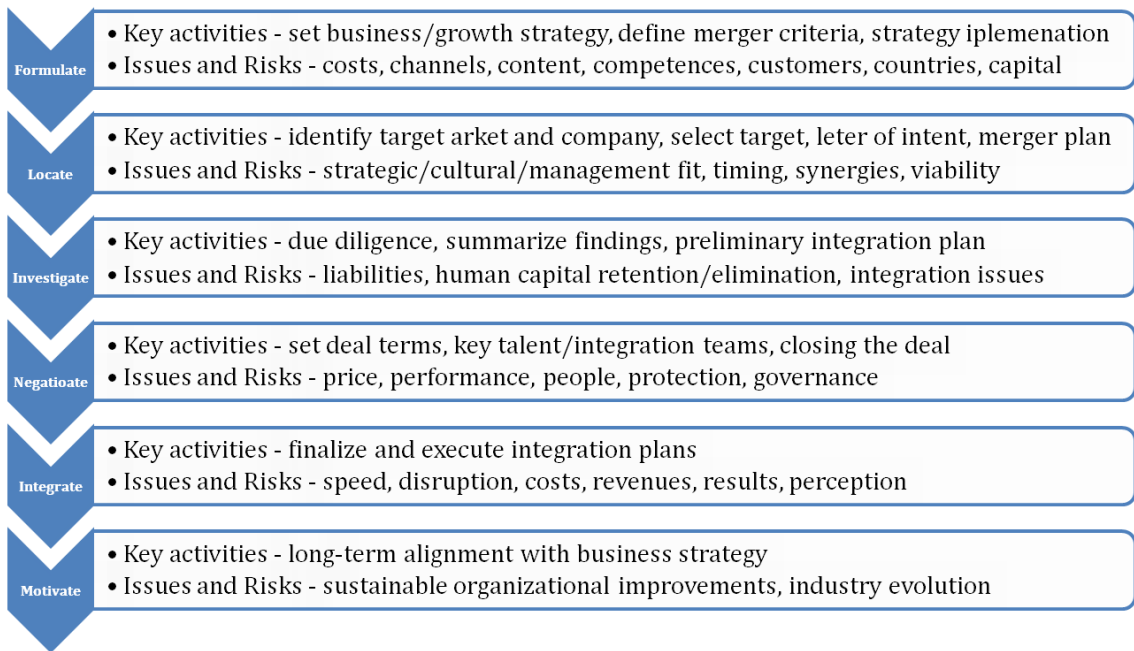 Formulate
• Key activities - set business/growth strategy, define merger criteria, strategy iplemenation
• Issues and Risks - costs, channels, content, competences, customers, countries, capital
Locate
• Key activities - identify target arket and company, select target, leter of intent, merger plan
• Issues and Risks - strategic/cultural/management fit, timing, synergies, viability
Investigate
• Key activities - due diligence, summarize findings, preliminary integration plan
• Issues and Risks - liabilities, human capital retention/elimination, integration issues
Negatioate
• Key activities - set deal terms, key talent/integration teams, closing the deal
• Issues and Risks - price, performance, people, protection, governance
Integrate
• Key activities - finalize and execute integration plans
• Issues and Risks - speed, disruption, costs, revenues, results, perception
Motivate
• Key activities - long-term alignment with business strategy
• Issues and Risks - sustainable organizational improvements, industry evolution